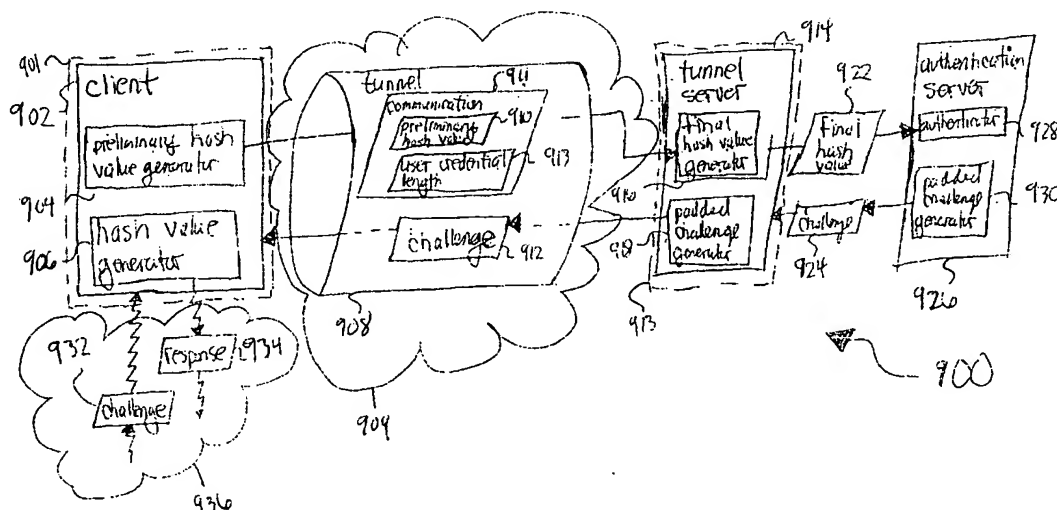 901
902
client
preliminary hash
value generator
904
hash value
generator
906
tunnel
911
communication
preliminary
hash value
910
user credential
length
913
challenge
912
908
909
914
tunnel
server
final
hash value
generator
916
padded
challenge
generator
918
913
922
final
hash
value
challenge
924
authentication
server
authenticator
928
padded
challenge
generator
930
926
932
challenge
response
934
936
900